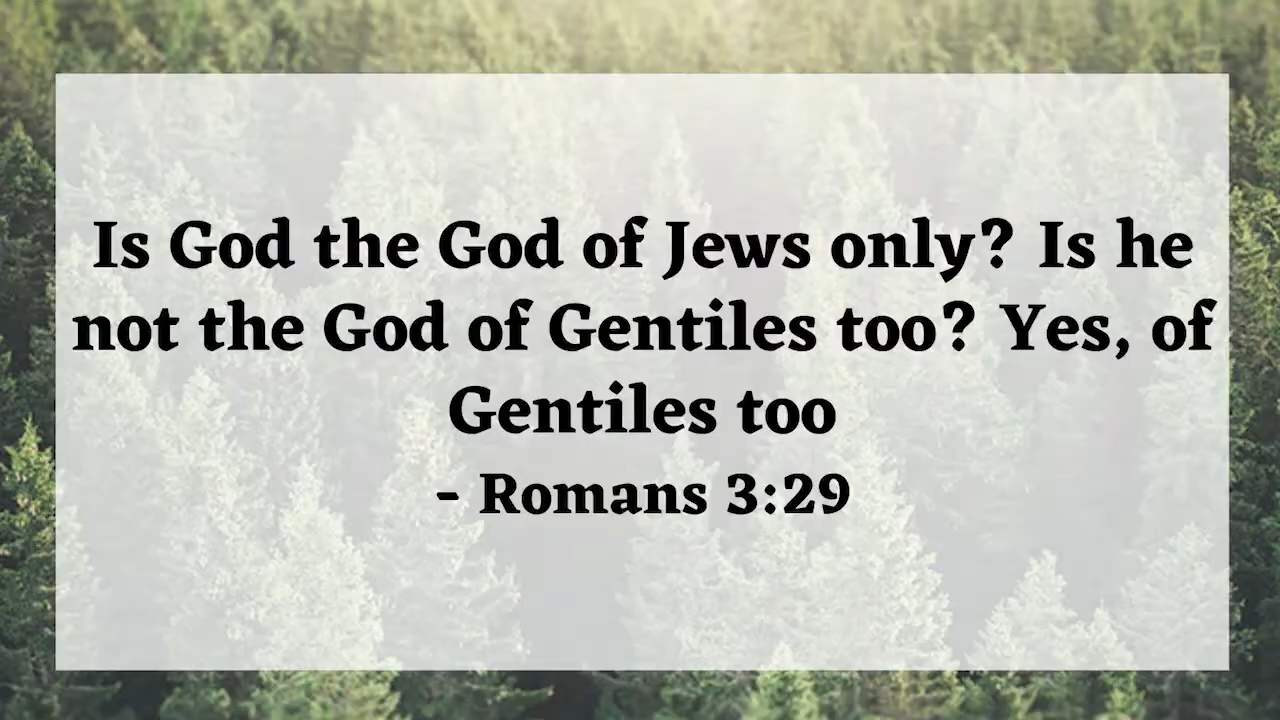 Is God the God of Jews only? Is he
not the God of Gentiles too? Yes, of
Gentiles too
- Romans 3:29